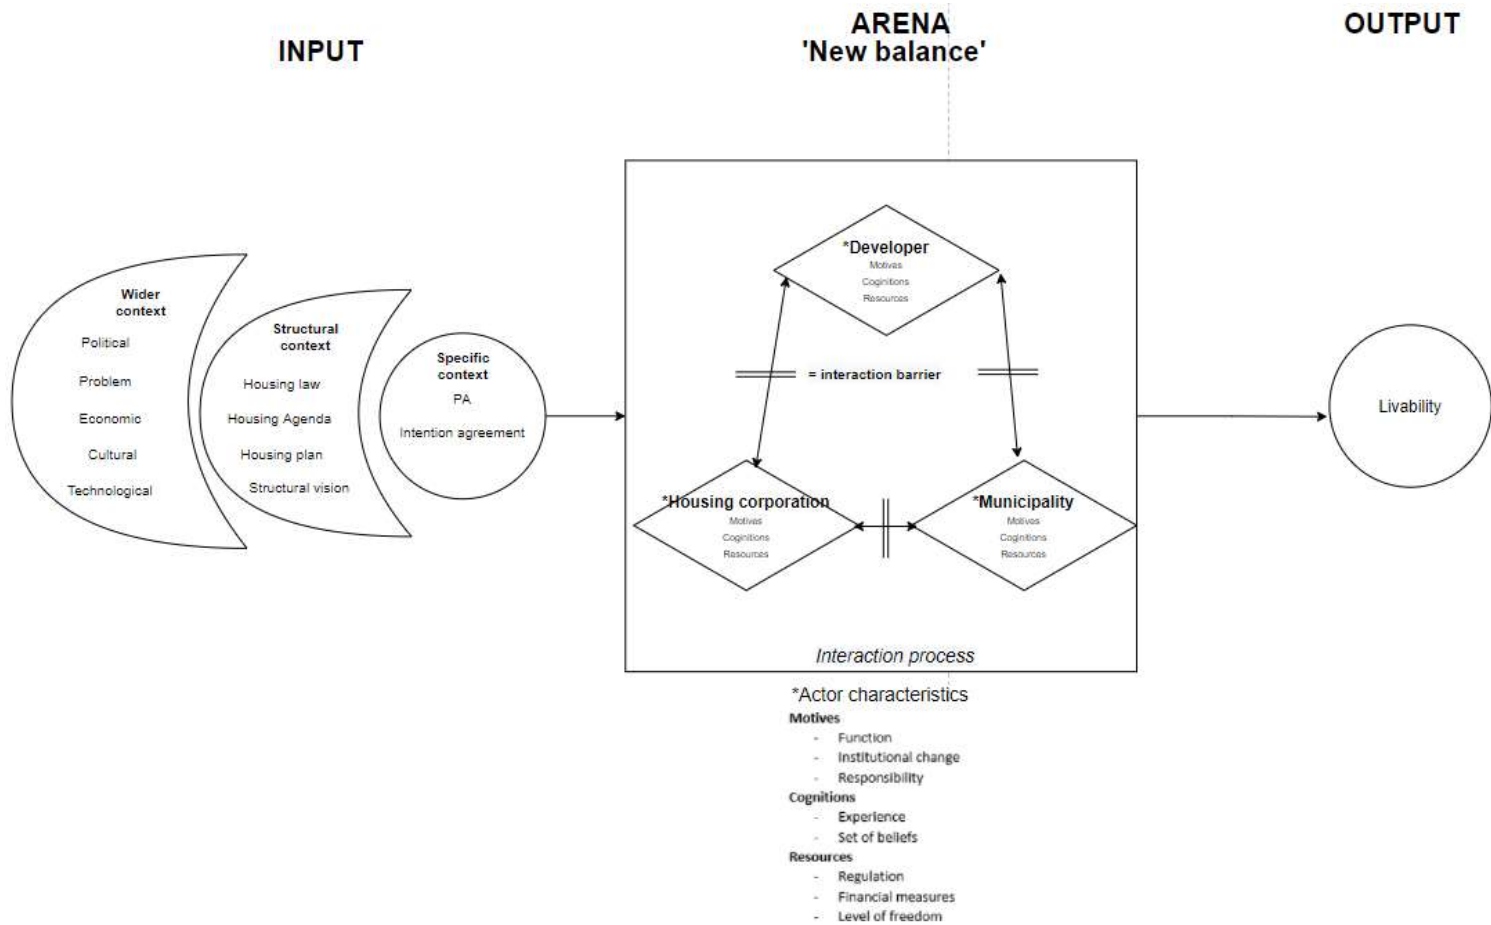 INPUT
ARENA
'New balance'
OUTPUT
Wider
context
Political
Problem
Economic
Cultural
Technological
Structural
context
Housing law
Housing Agenda
Housing plan
Structural vision
Specific
context
PA
Intention agreement
*Developer
Motives
Coginitions
Resources
= interaction barrier
*Housing corporation
Motives
Coginitions
Resources
*Municipality
Motives
Coginitions
Resources
Interaction process
Livability
*Actor characteristics
Motives
- Function
- Institutional change
- Responsibility
Cognitions
- Experience
- Set of beliefs
Resources
- Regulation
- Financial measures
- Level of freedom